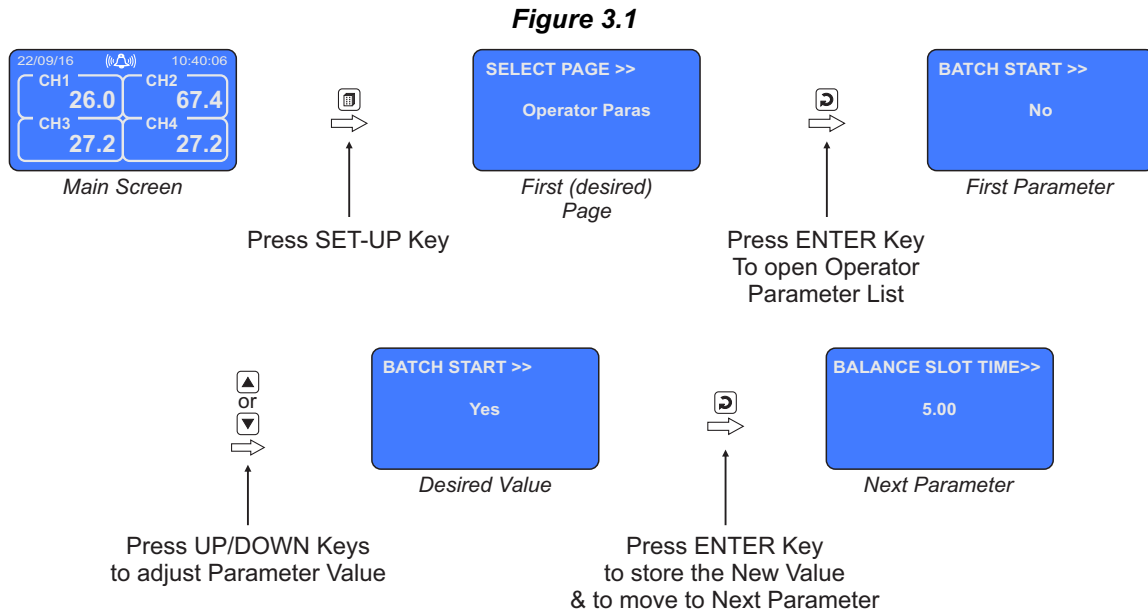 Figure 3.1
22/09/16 10:40:06
CH1 CH2
26.0 67.4
CH3 CH4
27.2 27.2
Main Screen
Press SET-UP Key
SELECT PAGE >>
Operator Paras
First (desired)
Page
Press ENTER Key
To open Operator
Parameter List
BATCH START >>
No
First Parameter
or
Press UP/DOWN Keys
to adjust Parameter Value
BATCH START >>
Yes
Desired Value
Press ENTER Key
to store the New Value
& to move to Next Parameter
BALANCE SLOT TIME>>
5.00
Next Parameter